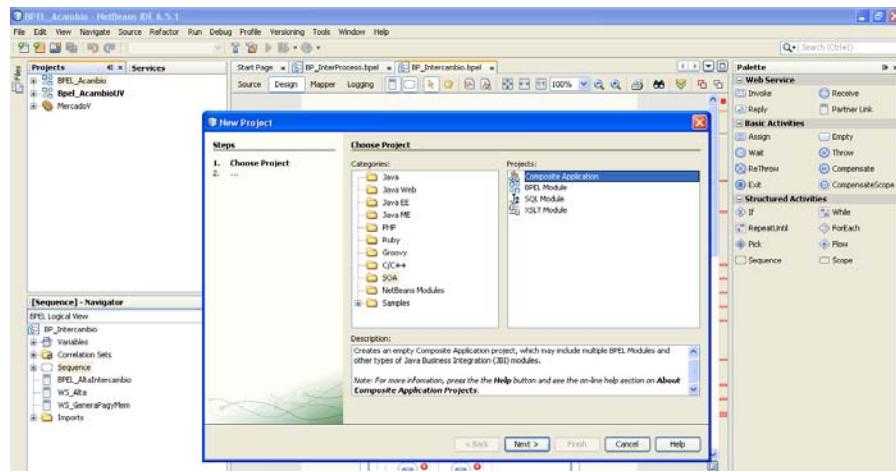 BPEL_Acambio - NetBeans IDE 6.5.1
File Edit View Navigate Source Refactor Run Debug Profile Versioning Tools Window Help
Search (Ctrl+I)
Files
Projects
Services
BPEL_Acambio
Bpel_AcambioUV
MercadoV
Start Page
BP_InterProceso.bpel
BP_Intercambio.bpel
Source Design Mapper Logging
100%
New Project
Steps
1. Choose Project
2. ...
Choose Project
Categories:
Java
Java Web
Java EE
Java ME
PHP
Ruby
Groovy
C/C++
SOA
NetBeans Modules
Samples
Projects:
Composite Application
BPEL Module
SQL Module
XSLT Module
Description:
Creates an empty Composite Application project, which may include multiple BPEL Modules and
other types of Java Business Integration (JBI) modules.
Note: For more infomation, press the the Help button and see the on-line help section on About
Composite Application Projects.
< Back
Next >
Finish
Cancel
Help
[Sequence] - Navigator
BPEL Logical View
BP_Intercambio
Variables
Correlation Sets
Sequence
BPEL_AltaIntercambio
WS_Alta
WS_GeneraPagyMem
Imports
Palette
Web Service
Invoke
Receive
Reply
Partner Link
Basic Activities
Assign
Empty
Wait
Throw
ReThrow
Compensate
Exit
CompensateScope
Structured Activities
If
While
RepeatUntil
ForEach
Pick
Flow
Sequence
Scope